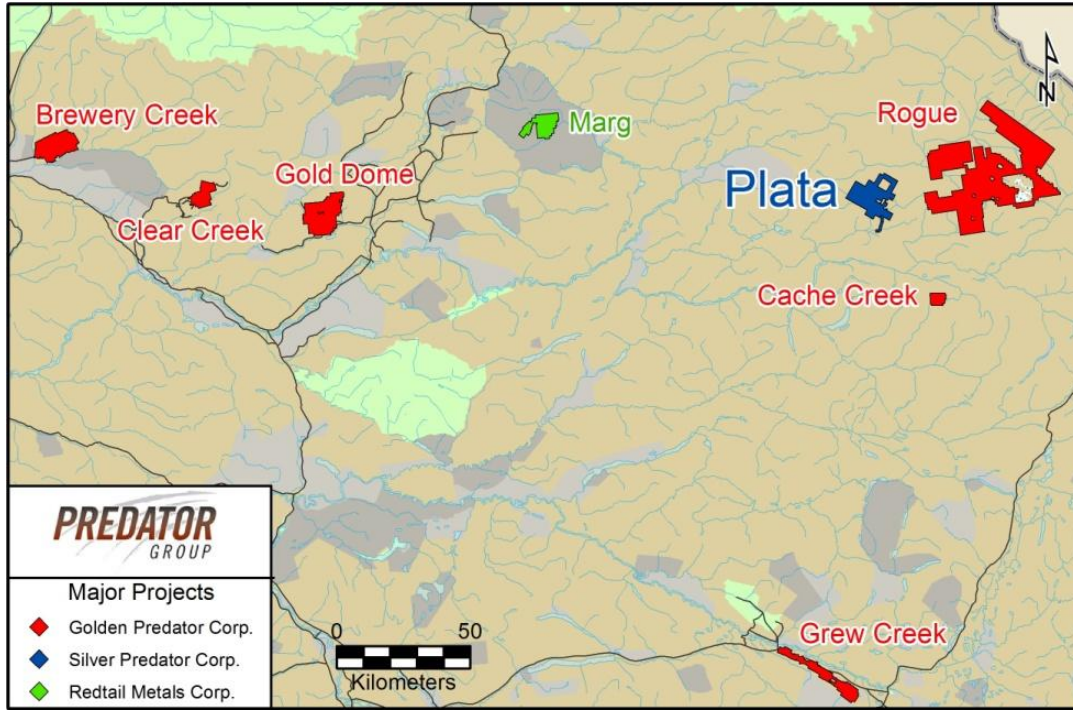 Brewery Creek
Clear Creek
Gold Dome
Marg
Rogue
N
Plata
Cache Creek
Grew Creek
PREDATOR
GROUP
Major Projects
Golden Predator Corp.
Silver Predator Corp.
Redtail Metals Corp.
0 50
Kilometers